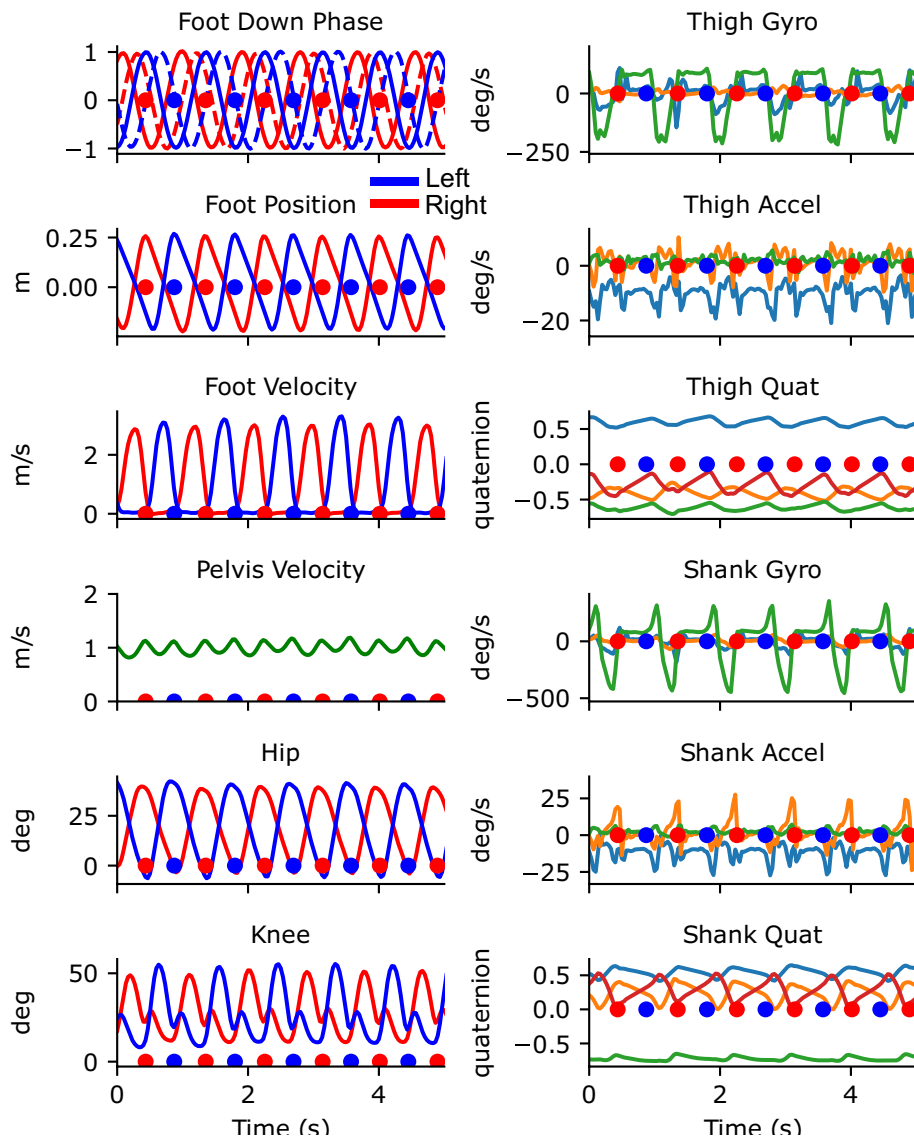 Foot Down Phase
1
0
−1
Left
Right
Foot Position
m
0.25
0.00
Foot Velocity
m/s
2
0
Pelvis Velocity
m/s
2
1
0
Hip
deg
25
0
Knee
deg
50
0
0 2 4
Time (s)
Thigh Gyro
deg/s
0
−250
Thigh Accel
deg/s
0
−20
Thigh Quat
quaternion
0.5
0.0
−0.5
Shank Gyro
deg/s
0
−500
Shank Accel
deg/s
25
0
−25
Shank Quat
quaternion
0.5
0.0
−0.5
0 2 4
Time (s)